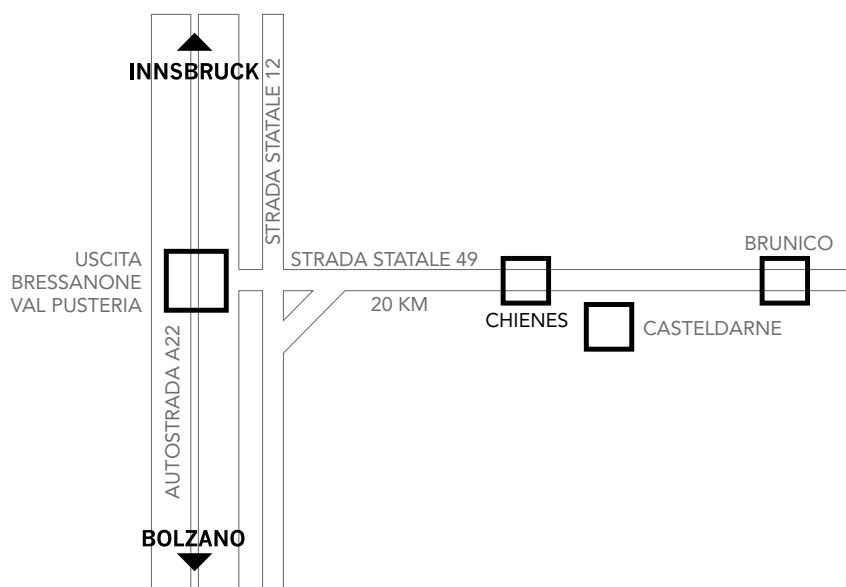 INNSBRUCK
STRADA STATALE 12
USCITA
BRESSANONE
VAL PUSTERIA
STRADA STATALE 49
20 KM
BRUNICO
CHIENES
CASTELDARNE
AUTOSTRADA A22
BOLZANO